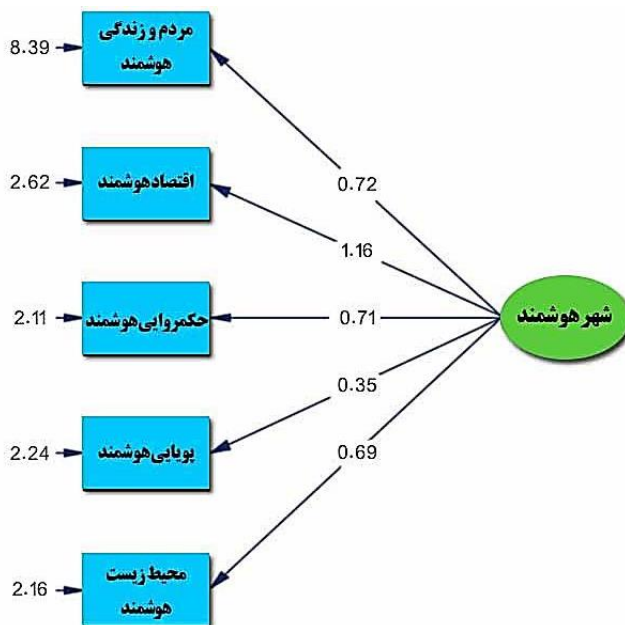 8.39
مردم و زندگی
هوشمند
0.72
2.62
اقتصاد هوشمند
1.16
2.11
حکمروایی هوشمند
0.71
شهر هوشمند
0.35
2.24
پویایی هوشمند
0.69
2.16
محیط زیست
هوشمند